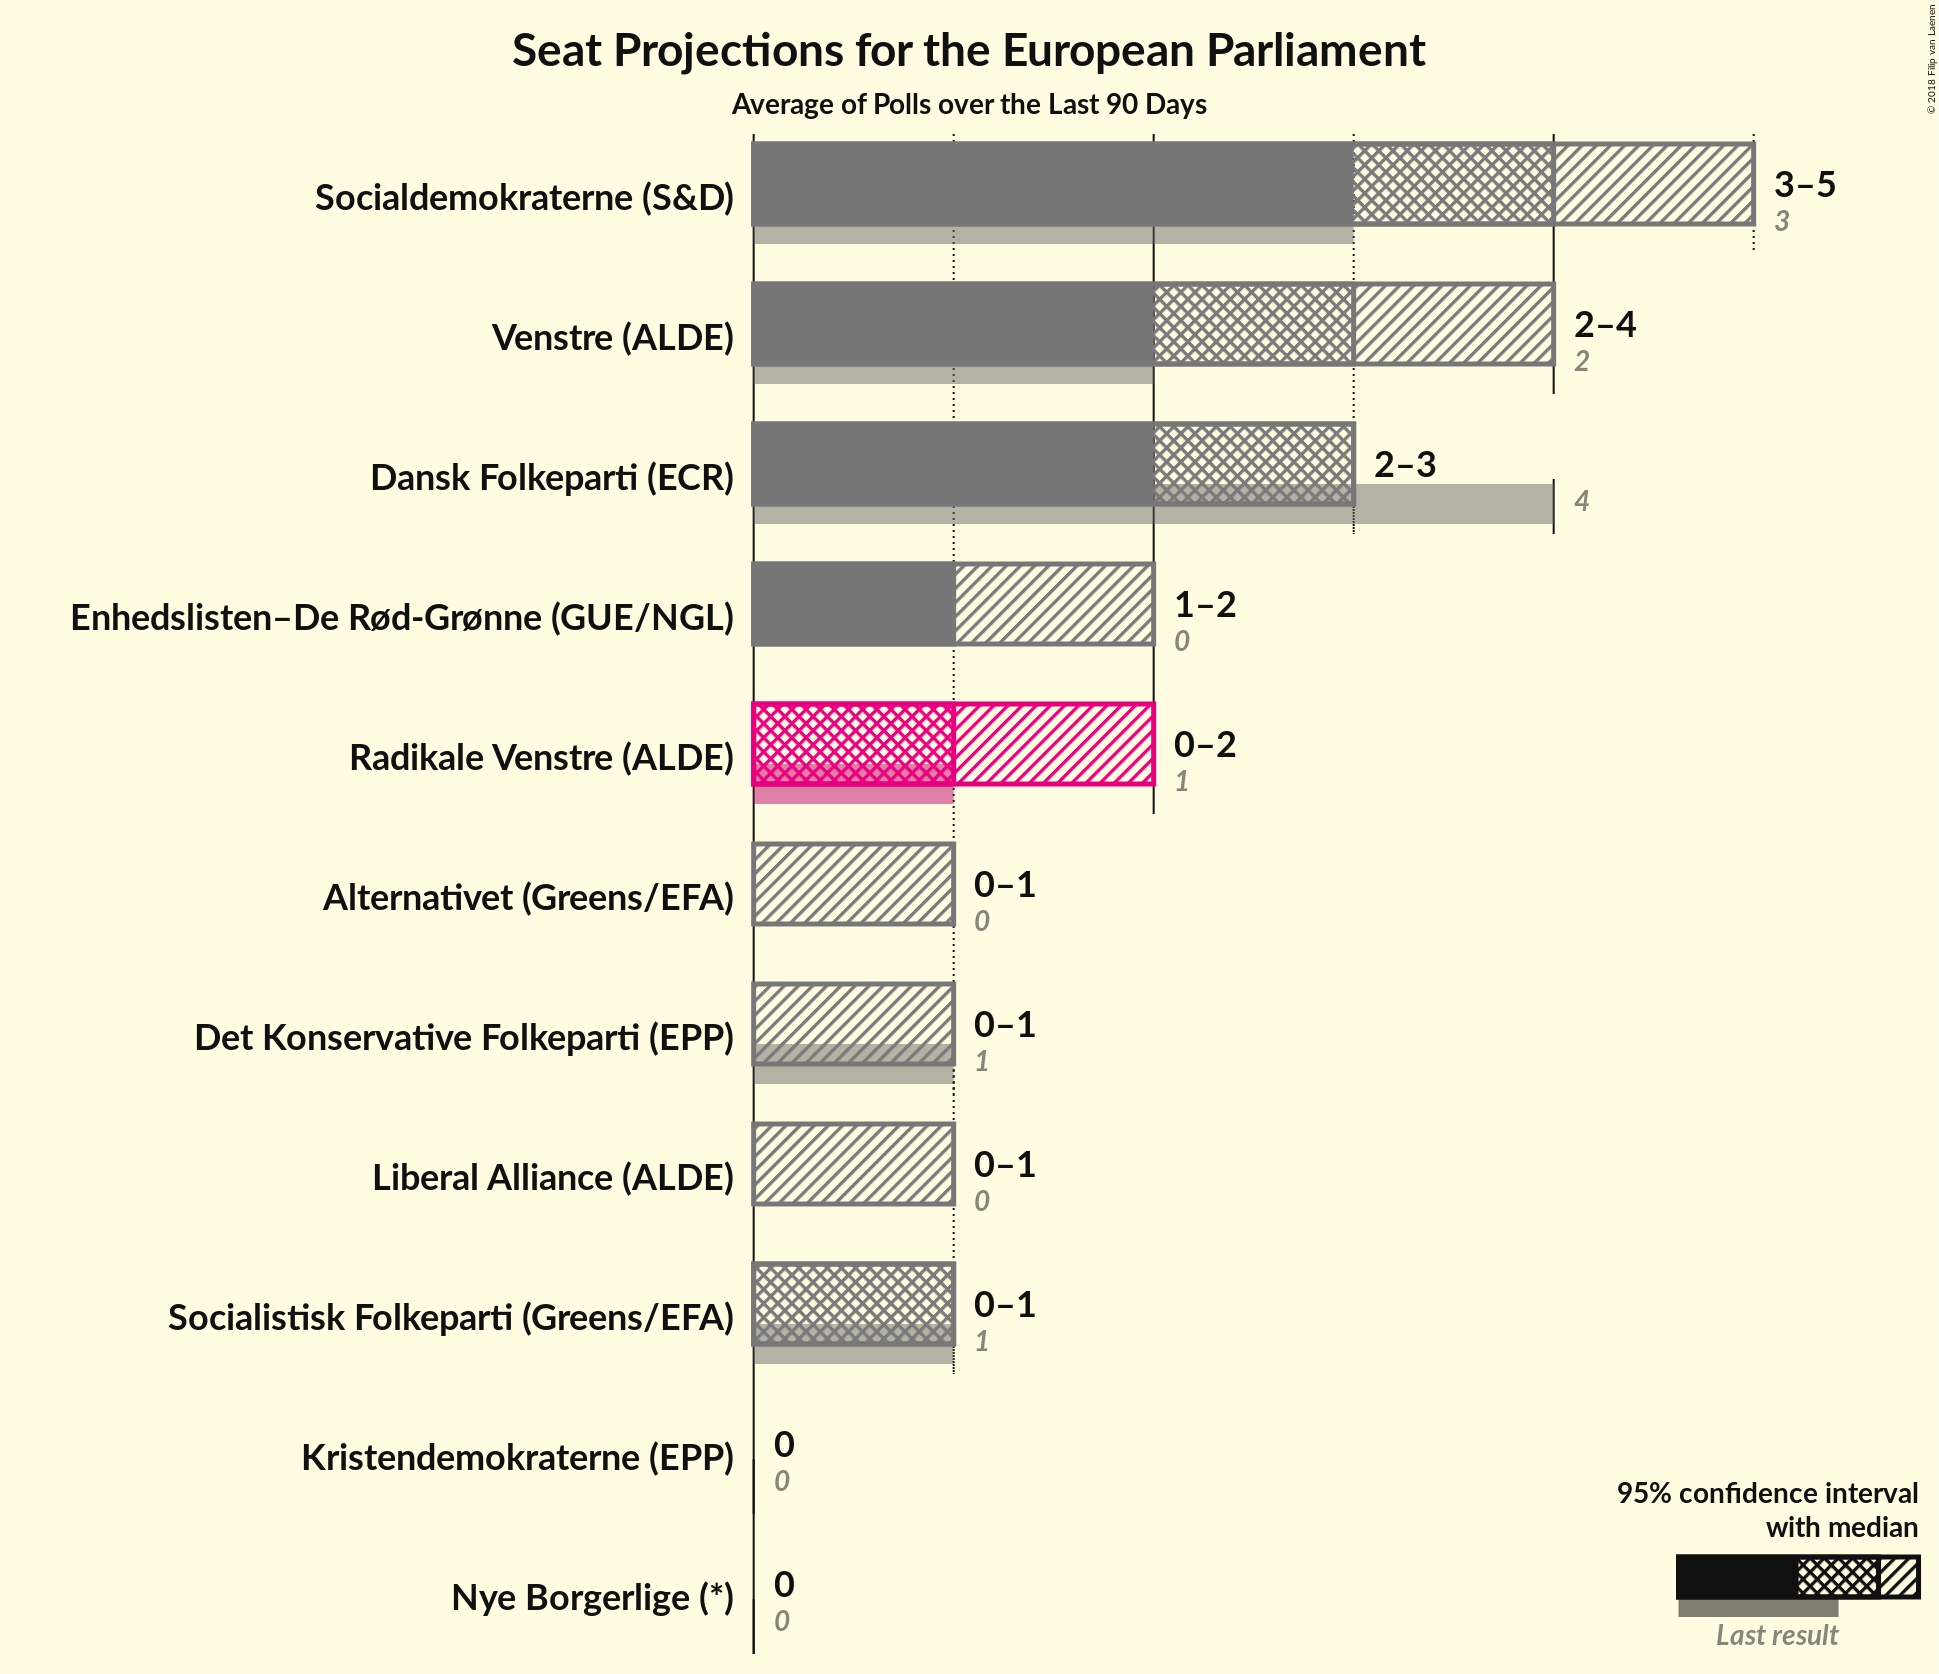 Seat Projections for the European Parliament
Average of Polls over the Last 90 Days
© 2018 Filip van Laenen
Socialdemokraterne (S&D)
3–5
3
Venstre (ALDE)
2–4
2
Dansk Folkeparti (ECR)
2–3
4
Enhedslisten–De Rød-Grønne (GUE/NGL)
1–2
0
Radikale Venstre (ALDE)
0–2
1
Alternativet (Greens/EFA)
0–1
0
Det Konservative Folkeparti (EPP)
0–1
1
Liberal Alliance (ALDE)
0–1
0
Socialistisk Folkeparti (Greens/EFA)
0–1
1
Kristendemokraterne (EPP)
0
0
Nye Borgerlige (*)
0
0
95% confidence interval
with median
Last result